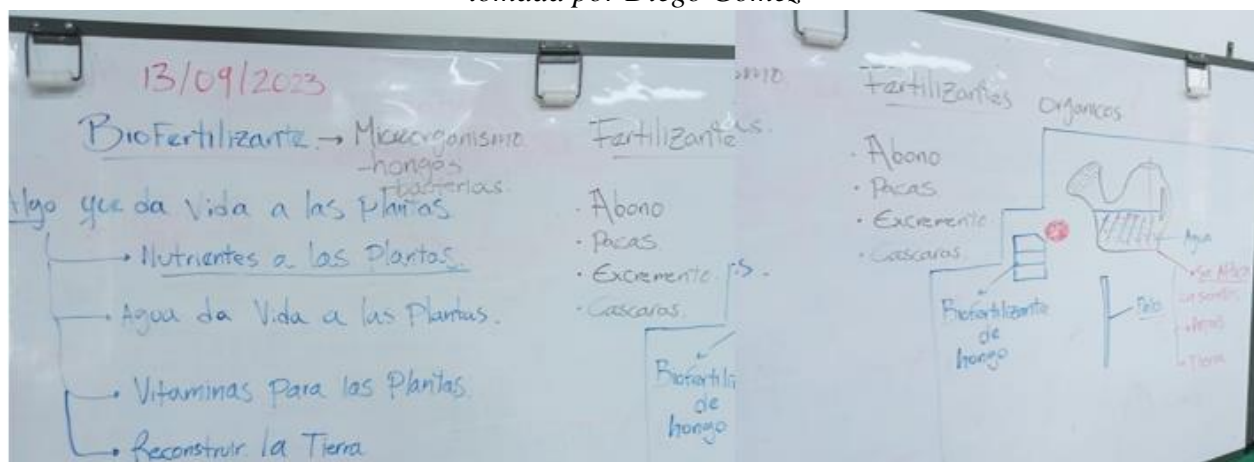 tomada por Diego Gómez
13/09/2023
BioFertilizante → Microorganismo
-hongos
bacterias
Algo que da Vida a las Plantas
Nutrientes a las Plantas.
Agua da Vida a las Plantas.
Vitaminas Para las Plantas
Reconstruir la Tierra
Fertilizante
· Abono
· Pacas.
· Excremento
· Cascaras.
Biofertili
de
hongo
Fertilizantes Organicos
· Abono
· Pacas.
· Excremento
· Cascaras.
Biofertilizante
de
hongo
Agua
Palo
· Tierra